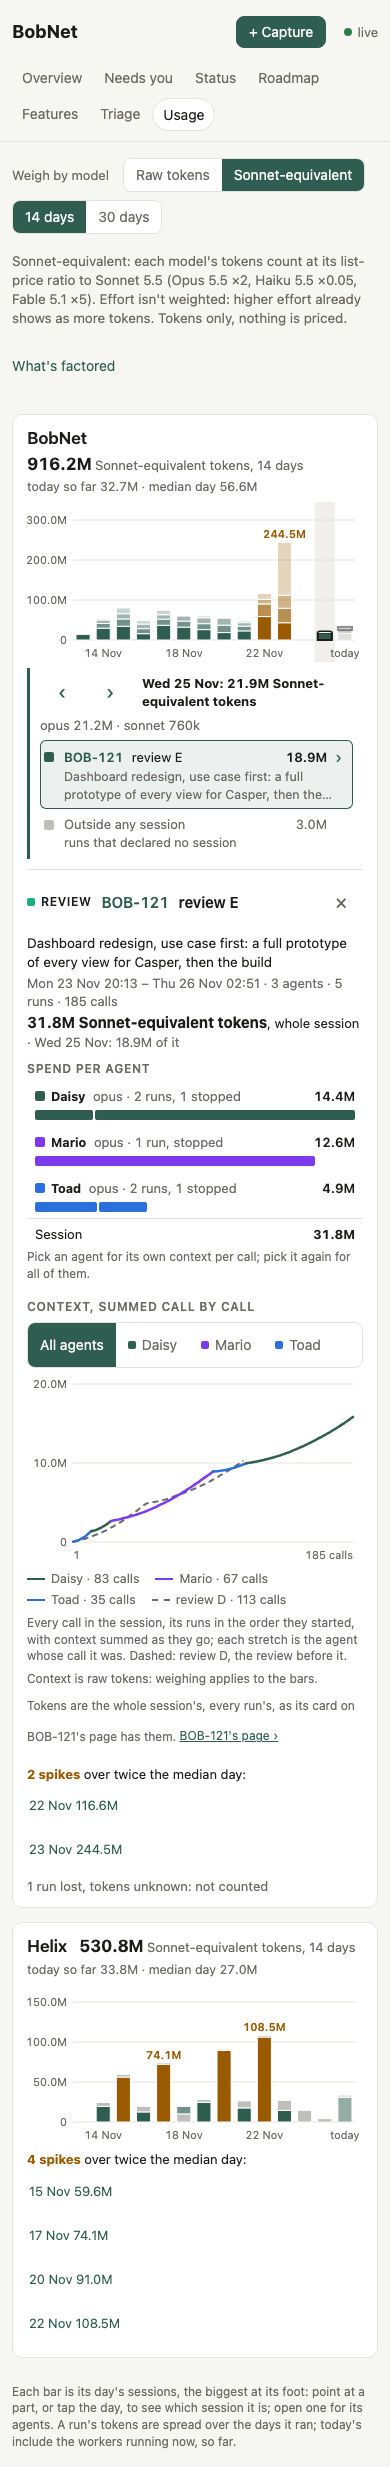 BobNet
+ Capture
live
Overview
Needs you
Status
Roadmap
Features
Triage
Usage
Weigh by model
Raw tokens
Sonnet-equivalent
14 days
30 days
Sonnet-equivalent: each model's tokens count at its list-
price ratio to Sonnet 5.5 (Opus 5.5 ×2, Haiku 5.5 ×0.05,
Fable 5.1 ×5). Effort isn't weighted: higher effort already
shows as more tokens. Tokens only, nothing is priced.
What's factored
BobNet
916.2M Sonnet-equivalent tokens, 14 days
today so far 32.7M · median day 56.6M
300.0M
244.5M
200.0M
100.0M
0
14 Nov
18 Nov
22 Nov
today
‹
›
Wed 25 Nov: 21.9M Sonnet-
equivalent tokens
opus 21.2M · sonnet 760k
BOB-121 review E 18.9M ›
Dashboard redesign, use case first: a full
prototype of every view for Casper, then the...
Outside any session 3.0M
runs that declared no session
REVIEW BOB-121 review E ×
Dashboard redesign, use case first: a full prototype
of every view for Casper, then the build
Mon 23 Nov 20:13 – Thu 26 Nov 02:51 · 3 agents · 5
runs · 185 calls
31.8M Sonnet-equivalent tokens, whole session
· Wed 25 Nov: 18.9M of it
SPEND PER AGENT
Daisy opus · 2 runs, 1 stopped 14.4M
Mario opus · 1 run, stopped 12.6M
Toad opus · 2 runs, 1 stopped 4.9M
Session 31.8M
Pick an agent for its own context per call; pick it again for
all of them.
CONTEXT, SUMMED CALL BY CALL
All agents
Daisy
Mario
Toad
20.0M
10.0M
0
1
185 calls
Daisy · 83 calls
Mario · 67 calls
Toad · 35 calls
review D · 113 calls
Every call in the session, its runs in the order they started,
with context summed as they go; each stretch is the agent
whose call it was. Dashed: review D, the review before it.
Context is raw tokens: weighing applies to the bars.
Tokens are the whole session's, every run's, as its card on
BOB-121's page has them. BOB-121's page ›
2 spikes over twice the median day:
22 Nov 116.6M
23 Nov 244.5M
1 run lost, tokens unknown: not counted
Helix 530.8M Sonnet-equivalent tokens, 14 days
today so far 33.8M · median day 27.0M
150.0M
108.5M
100.0M
74.1M
50.0M
0
14 Nov
18 Nov
22 Nov
today
4 spikes over twice the median day:
15 Nov 59.6M
17 Nov 74.1M
20 Nov 91.0M
22 Nov 108.5M
Each bar is its day's sessions, the biggest at its foot: point at a
part, or tap the day, to see which session it is; open one for its
agents. A run's tokens are spread over the days it ran; today's
include the workers running now, so far.